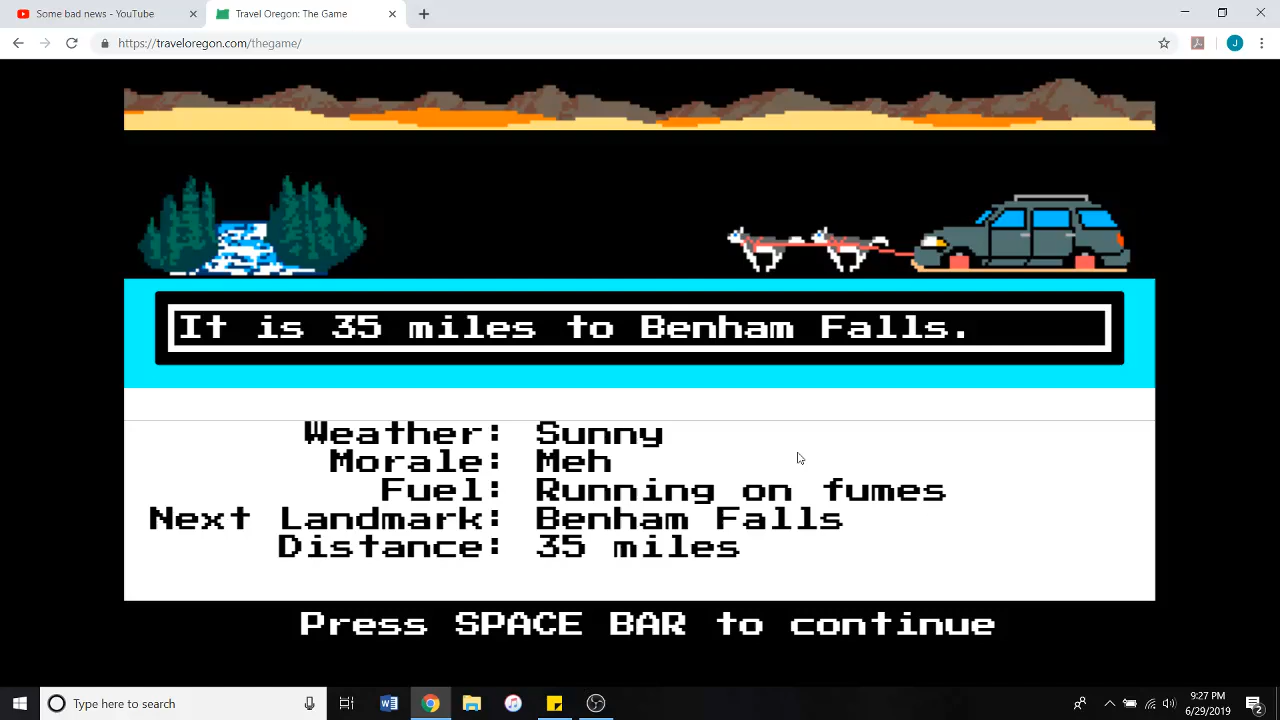 Some bad news - YouTube
Travel Oregon: The Game
https://traveloregon.com/thegame/
J
It is 35 miles to Benham Falls.
Weather: Sunny
Morale: Meh
Fuel: Running on fumes
Next Landmark: Benham Falls
Distance: 35 miles
Press SPACE BAR to continue
Type here to search
9:27 PM
6/29/2019
2